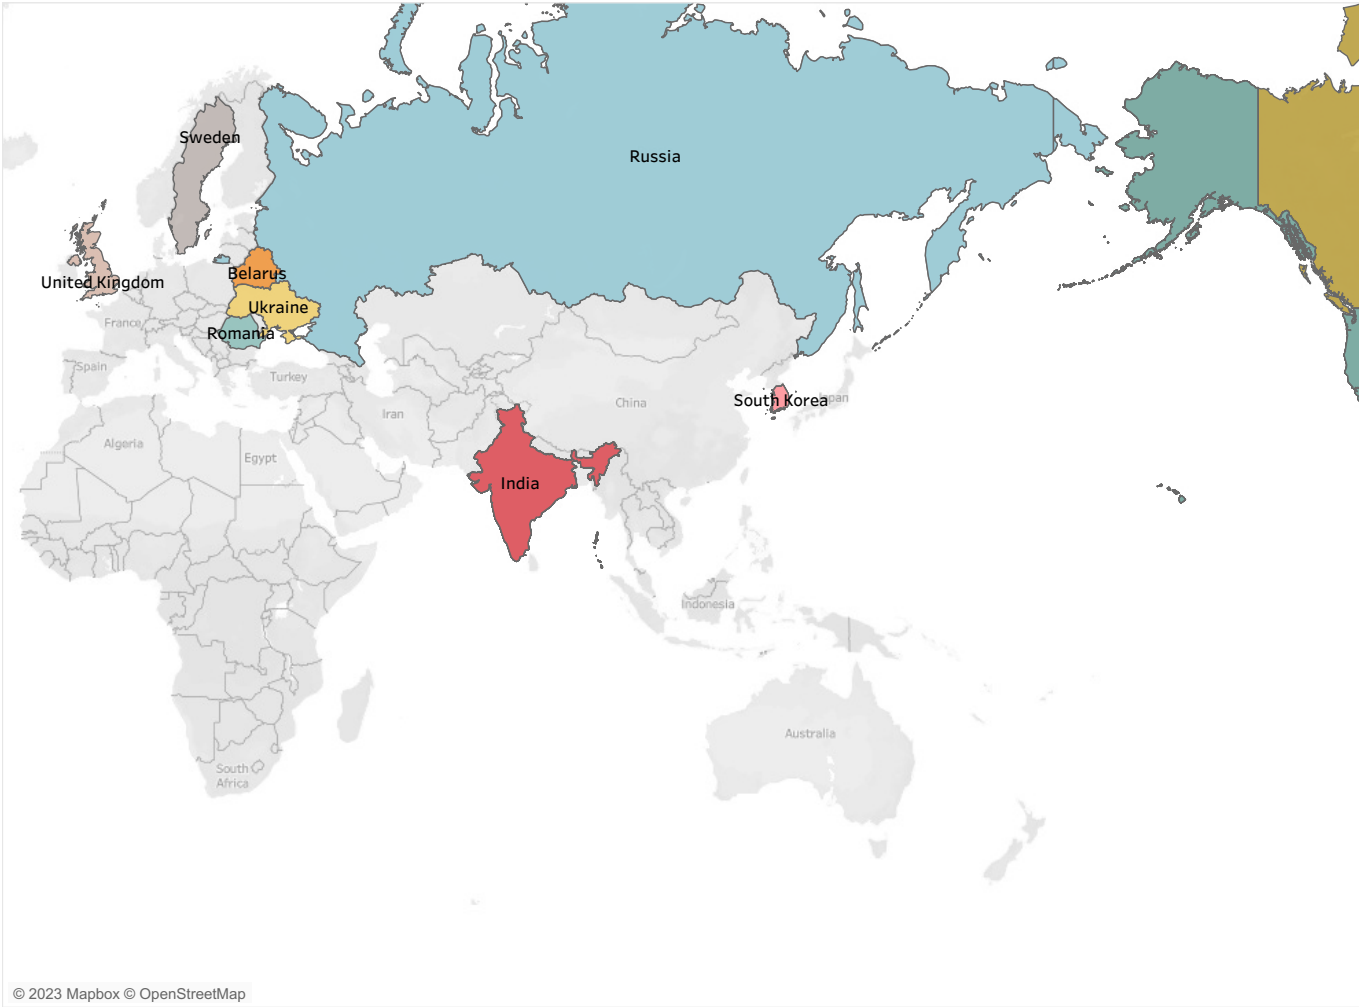 Sweden
Russia
Belarus
United Kingdom
Ukraine
France
Romania
Spain
Turkey
South Korea
Japan
China
Iran
Algeria
Egypt
India
Indonesia
Australia
South
Africa
© 2023 Mapbox © OpenStreetMap